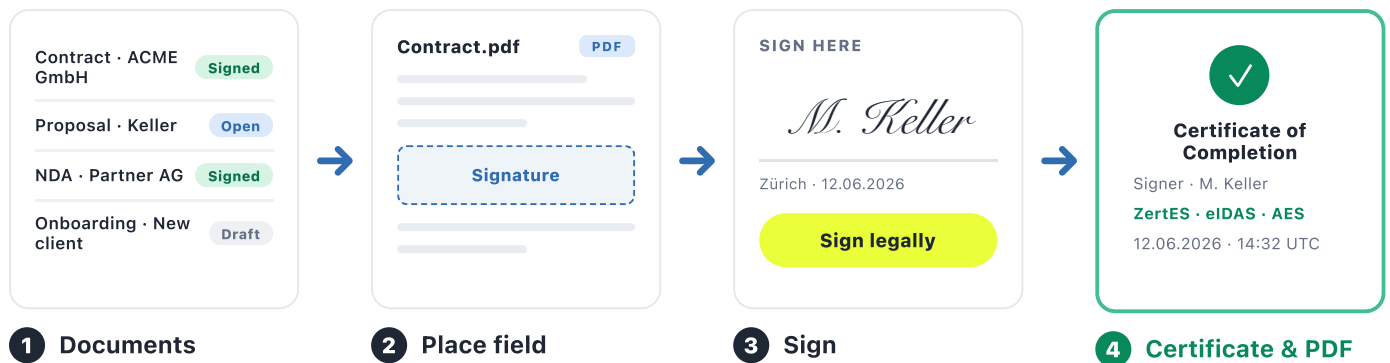 Contract · ACME
GmbH
Signed
Proposal · Keller
Open
NDA · Partner AG
Signed
Onboarding · New
client
Draft
1 Documents
Contract.pdf
PDF
Signature
2 Place field
SIGN HERE
M. Keller
Zürich · 12.06.2026
Sign legally
3 Sign
Certificate of
Completion
Signer · M. Keller
ZertES · eIDAS · AES
12.06.2026 · 14:32 UTC
4 Certificate & PDF